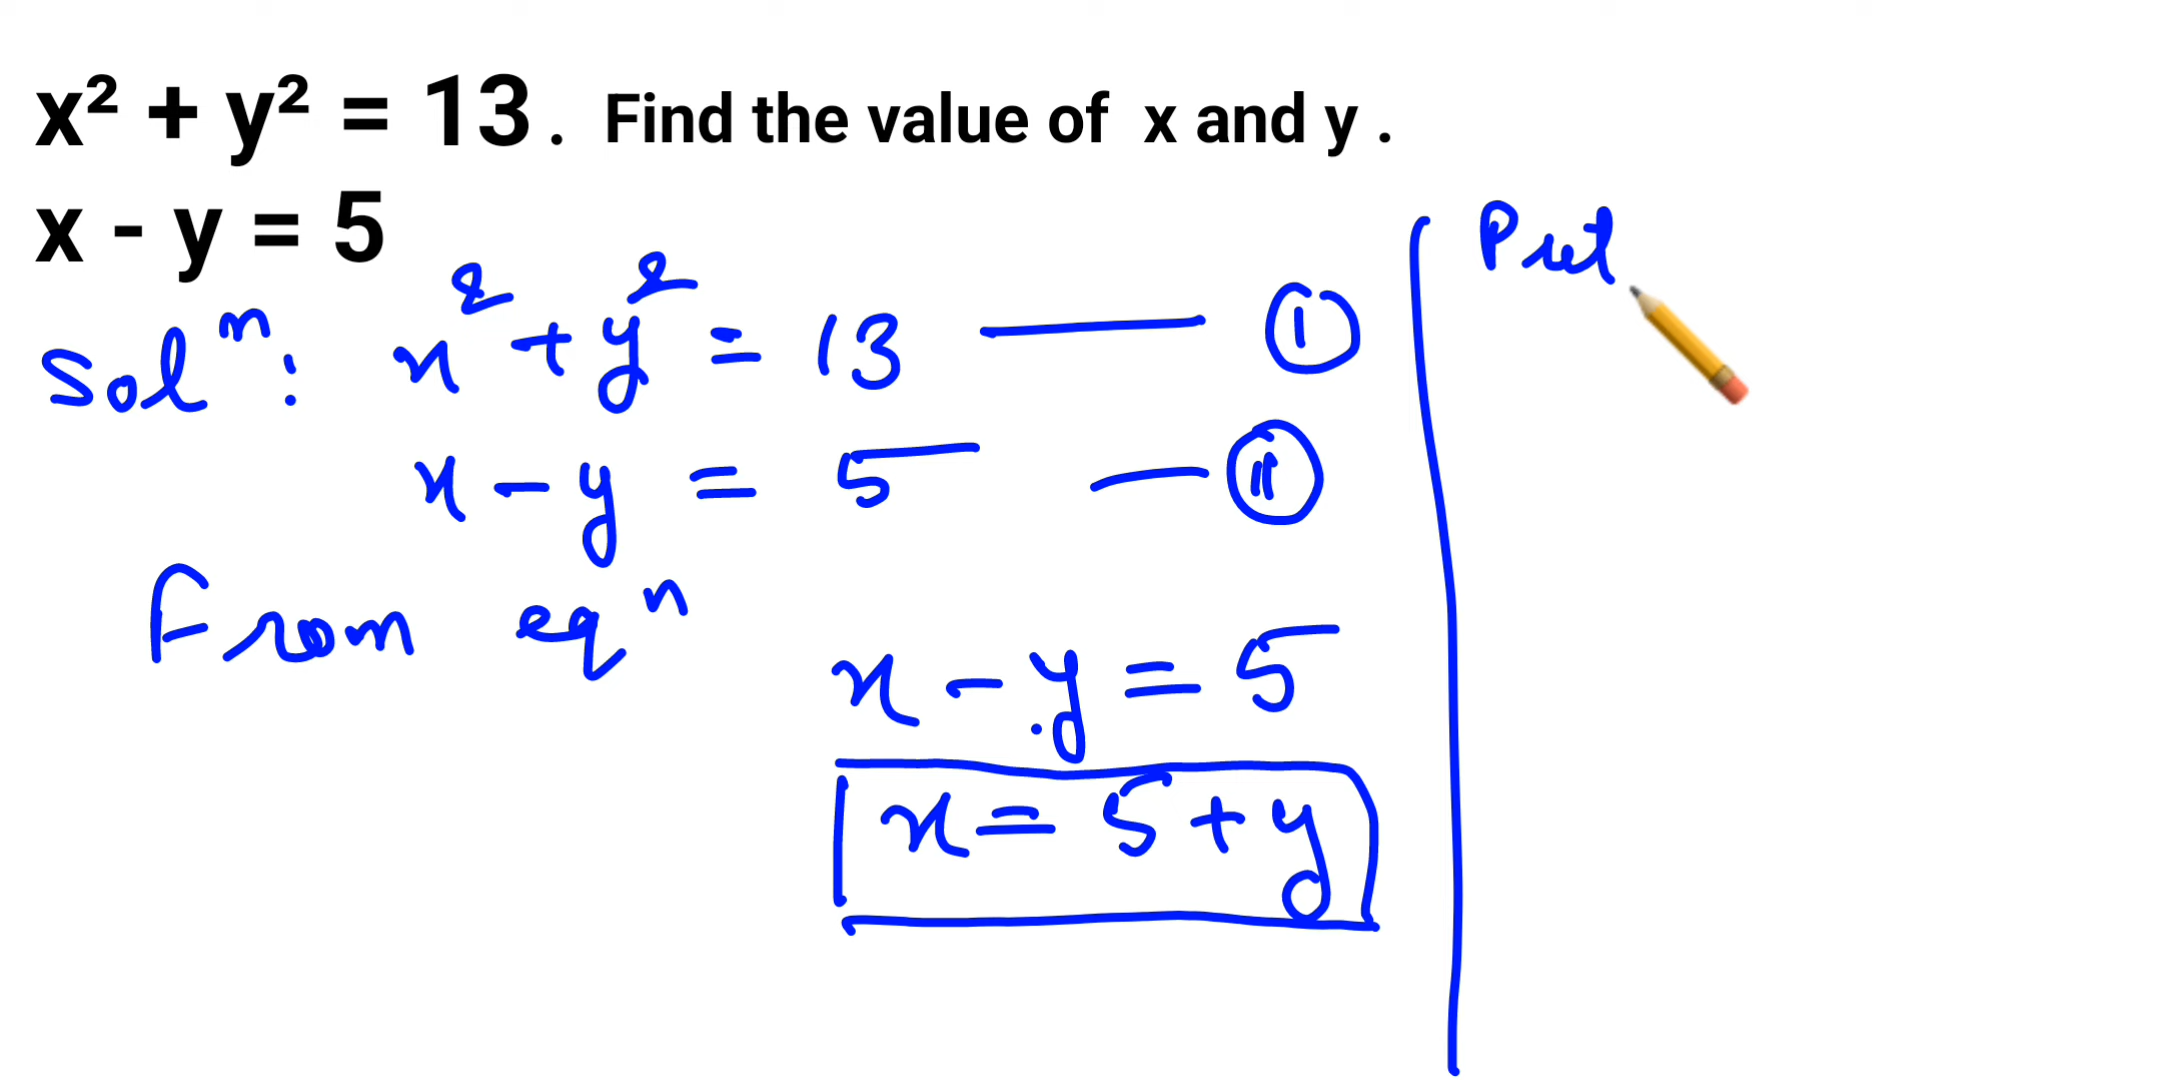 x² + y² = 13. Find the value of x and y.
x - y = 5
Solⁿ: x² + y² = 13 —— ①
x - y = 5 — ⑪
From eqⁿ
x - y = 5
x = 5 + y
Put